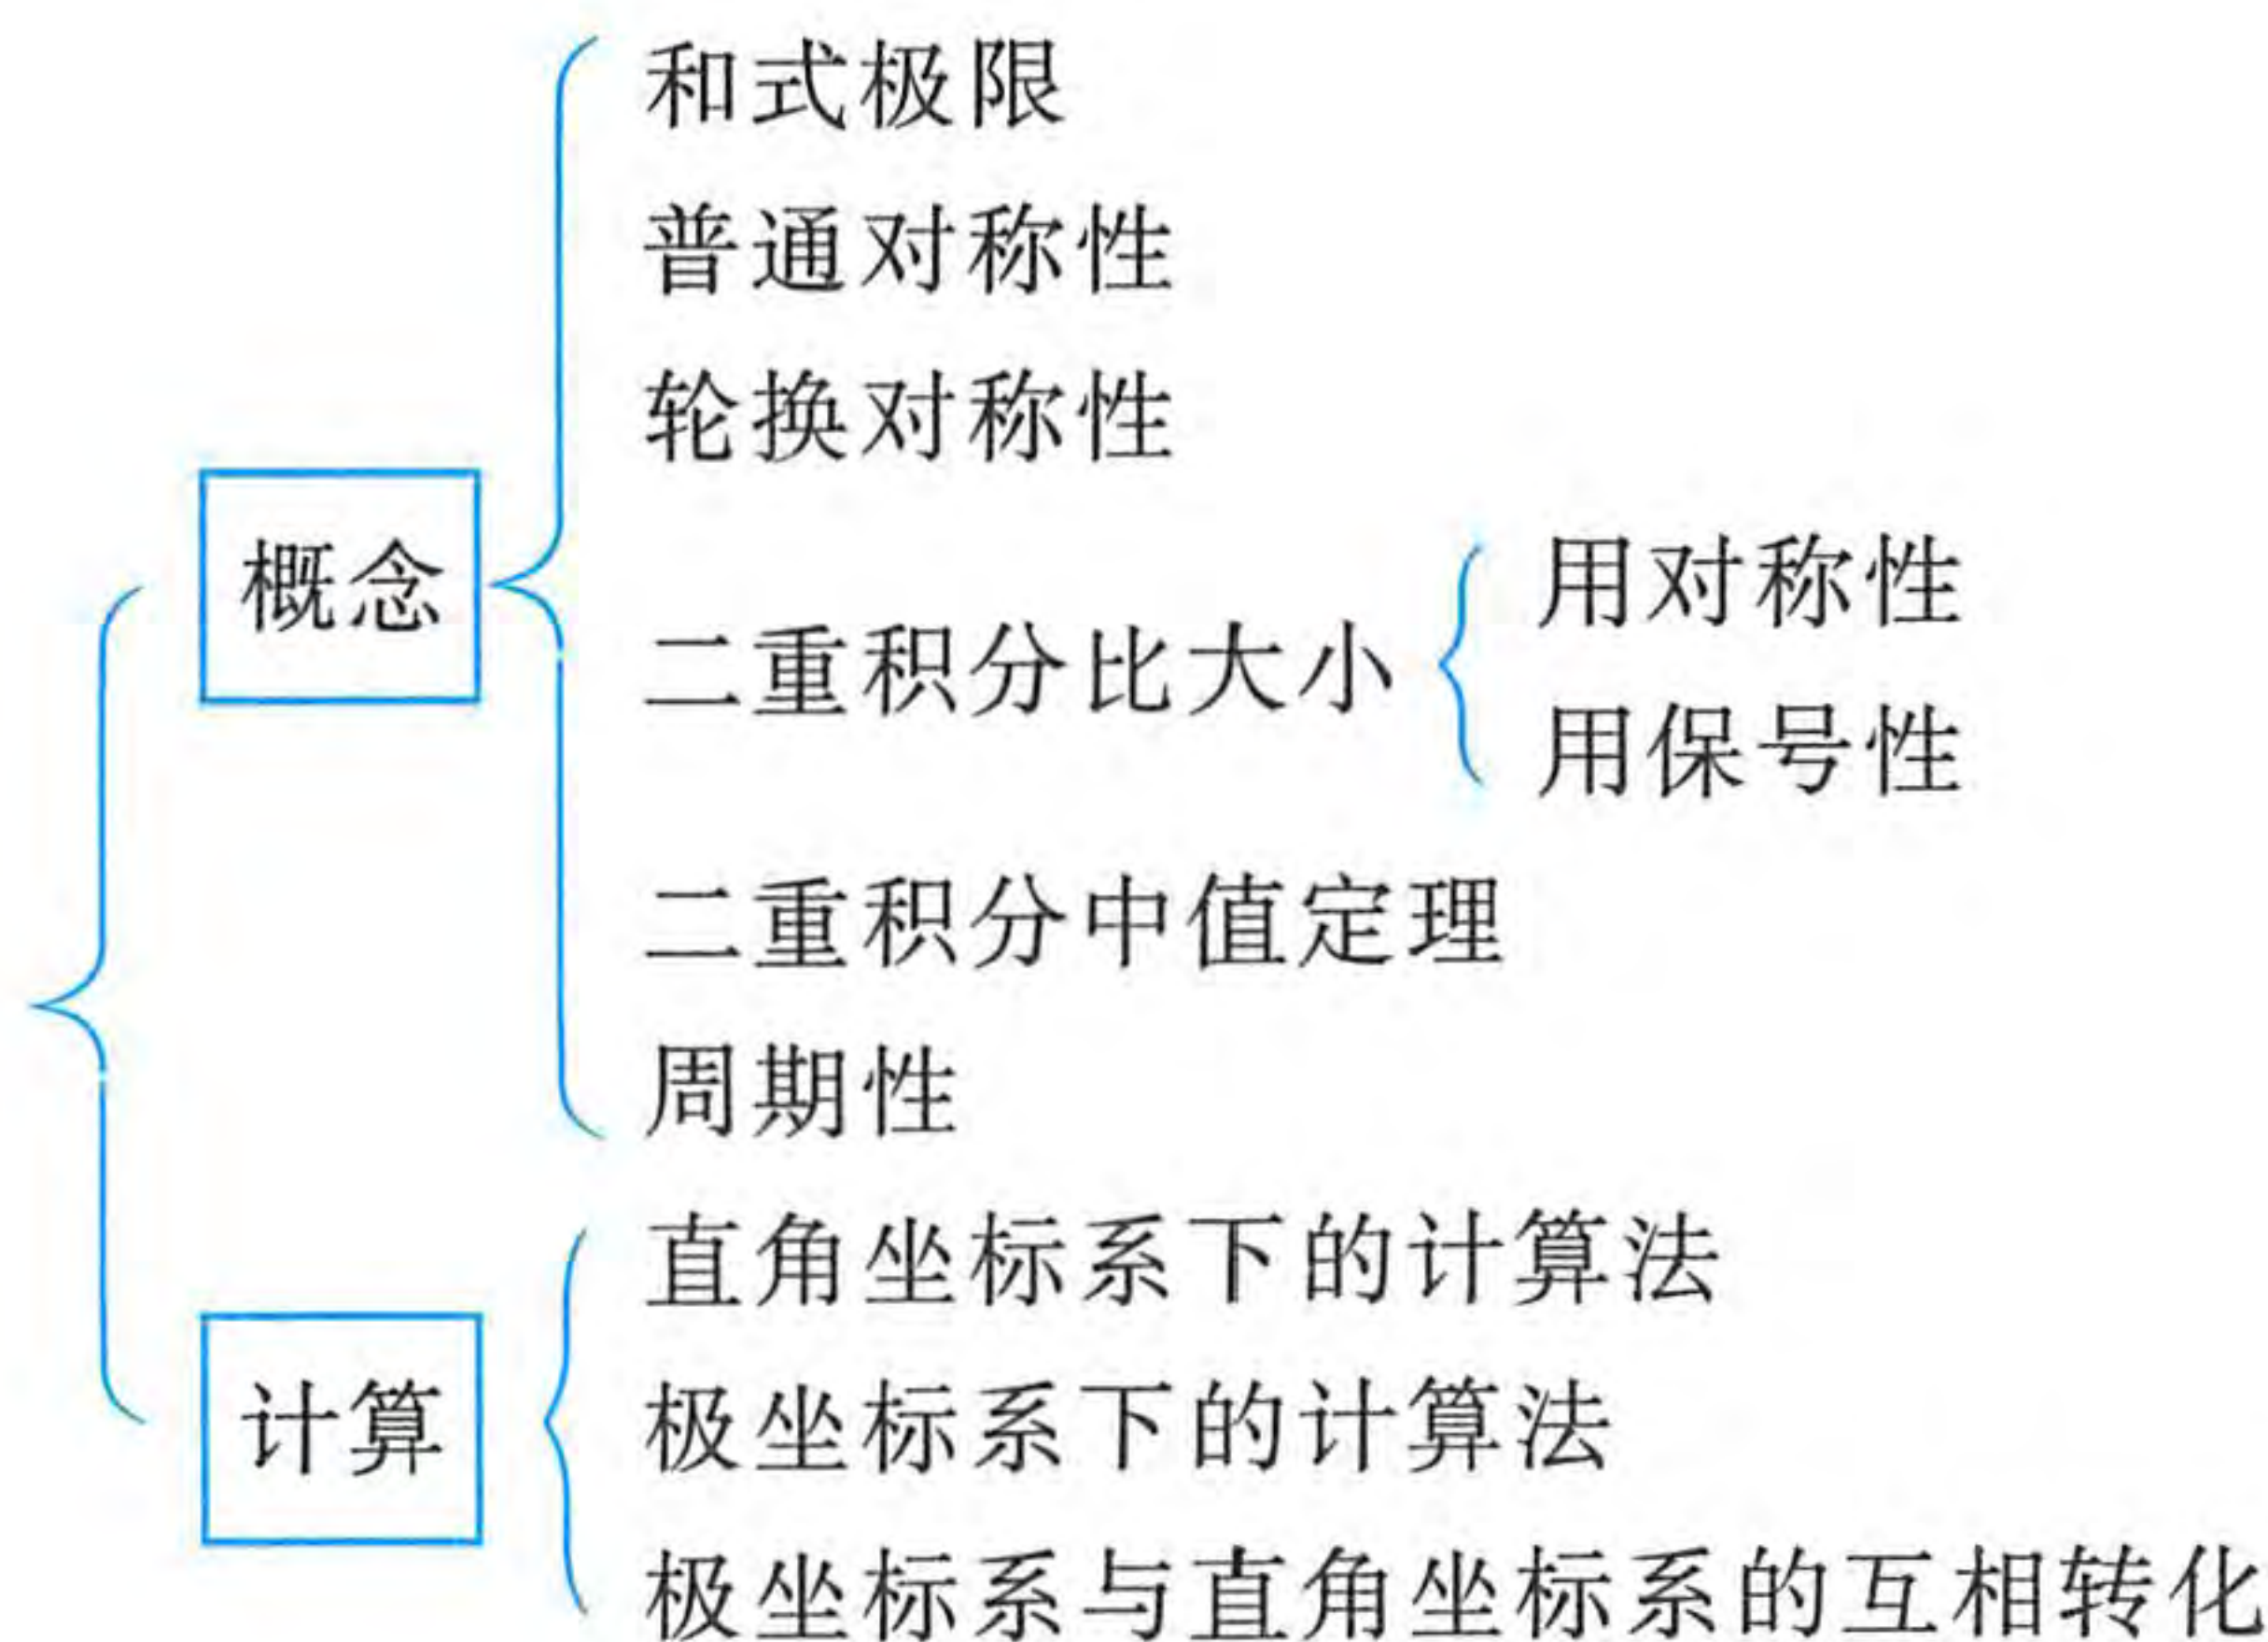 概念
和式极限
普通对称性
轮换对称性
二重积分比大小
用对称性
用保号性
二重积分中值定理
周期性
计算
直角坐标系下的计算法
极坐标系下的计算法
极坐标系与直角坐标系的互相转化